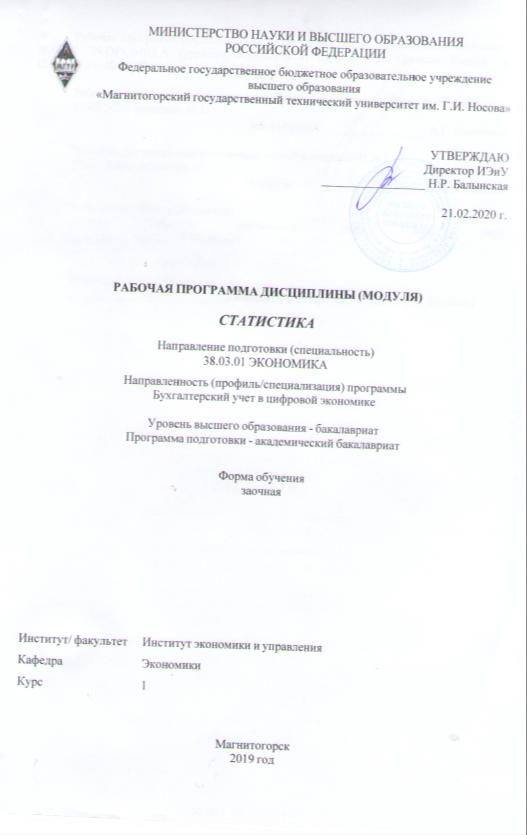 МИНИСТЕРСТВО НАУКИ И ВЫСШЕГО ОБРАЗОВАНИЯ
РОССИЙСКОЙ ФЕДЕРАЦИИ
Федеральное государственное бюджетное образовательное учреждение
высшего образования
«Магнитогорский государственный технический университет им. Г.И. Носова»
УТВЕРЖДАЮ
Директор ИЭиУ
Н.Р. Балынская
21.02.2020 г.
РАБОЧАЯ ПРОГРАММА ДИСЦИПЛИНЫ (МОДУЛЯ)
СТАТИСТИКА
Направление подготовки (специальность)
38.03.01 ЭКОНОМИКА
Направленность (профиль/специализация) программы
Бухгалтерский учет в цифровой экономике
Уровень высшего образования - бакалавриат
Программа подготовки - академический бакалавриат
Форма обучения
заочная
Институт/ факультет Институт экономики и управления
Кафедра Экономики
Курс 1
Магнитогорск
2019 год